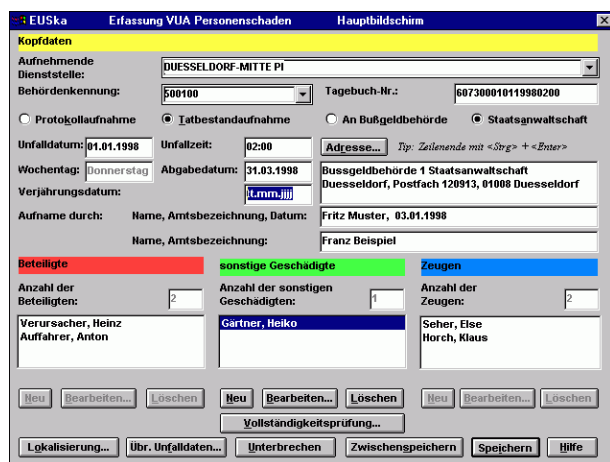 EUSka Erfassung VUA Personenschaden Hauptbildschirm
Kopfdaten
Aufnehmende
Dienststelle:
DUESSELDORF-MITTE PI
Behördenkennung: 500100 Tagebuch-Nr.: 607300010119980200
Protokollaufnahme Tatbestandaufnahme An Bußgeldbehörde Staatsanwaltschaft
Unfalldatum: 01.01.1998 Unfallzeit: 02:00 Adresse... Tip: Zeilenende mit <Strg> + <Enter>
Wochentag: Donnerstag Abgabedatum: 31.03.1998
Bussgeldbehörde 1 Staatsanwaltschaft
Duesseldorf, Postfach 120913, 01008 Duesseldorf
Verjährungsdatum: tt.mm.jjjj
Aufname durch: Name, Amtsbezeichnung, Datum: Fritz Muster, 03.01.1998
Name, Amtsbezeichnung: Franz Beispiel
Beteiligte sonstige Geschädigte Zeugen
Anzahl der
Beteiligten: 2
Anzahl der sonstigen
Geschädigten: 1
Anzahl der
Zeugen: 2
Verursacher, Heinz
Auffahrer, Anton
Gärtner, Heiko
Seher, Else
Horch, Klaus
Neu Bearbeiten... Löschen Neu Bearbeiten... Löschen Neu Bearbeiten... Löschen
Vollständigkeitsprüfung...
Lokalisierung... Übr. Unfalldaten... Unterbrechen Zwischenspeichern Speichern Hilfe